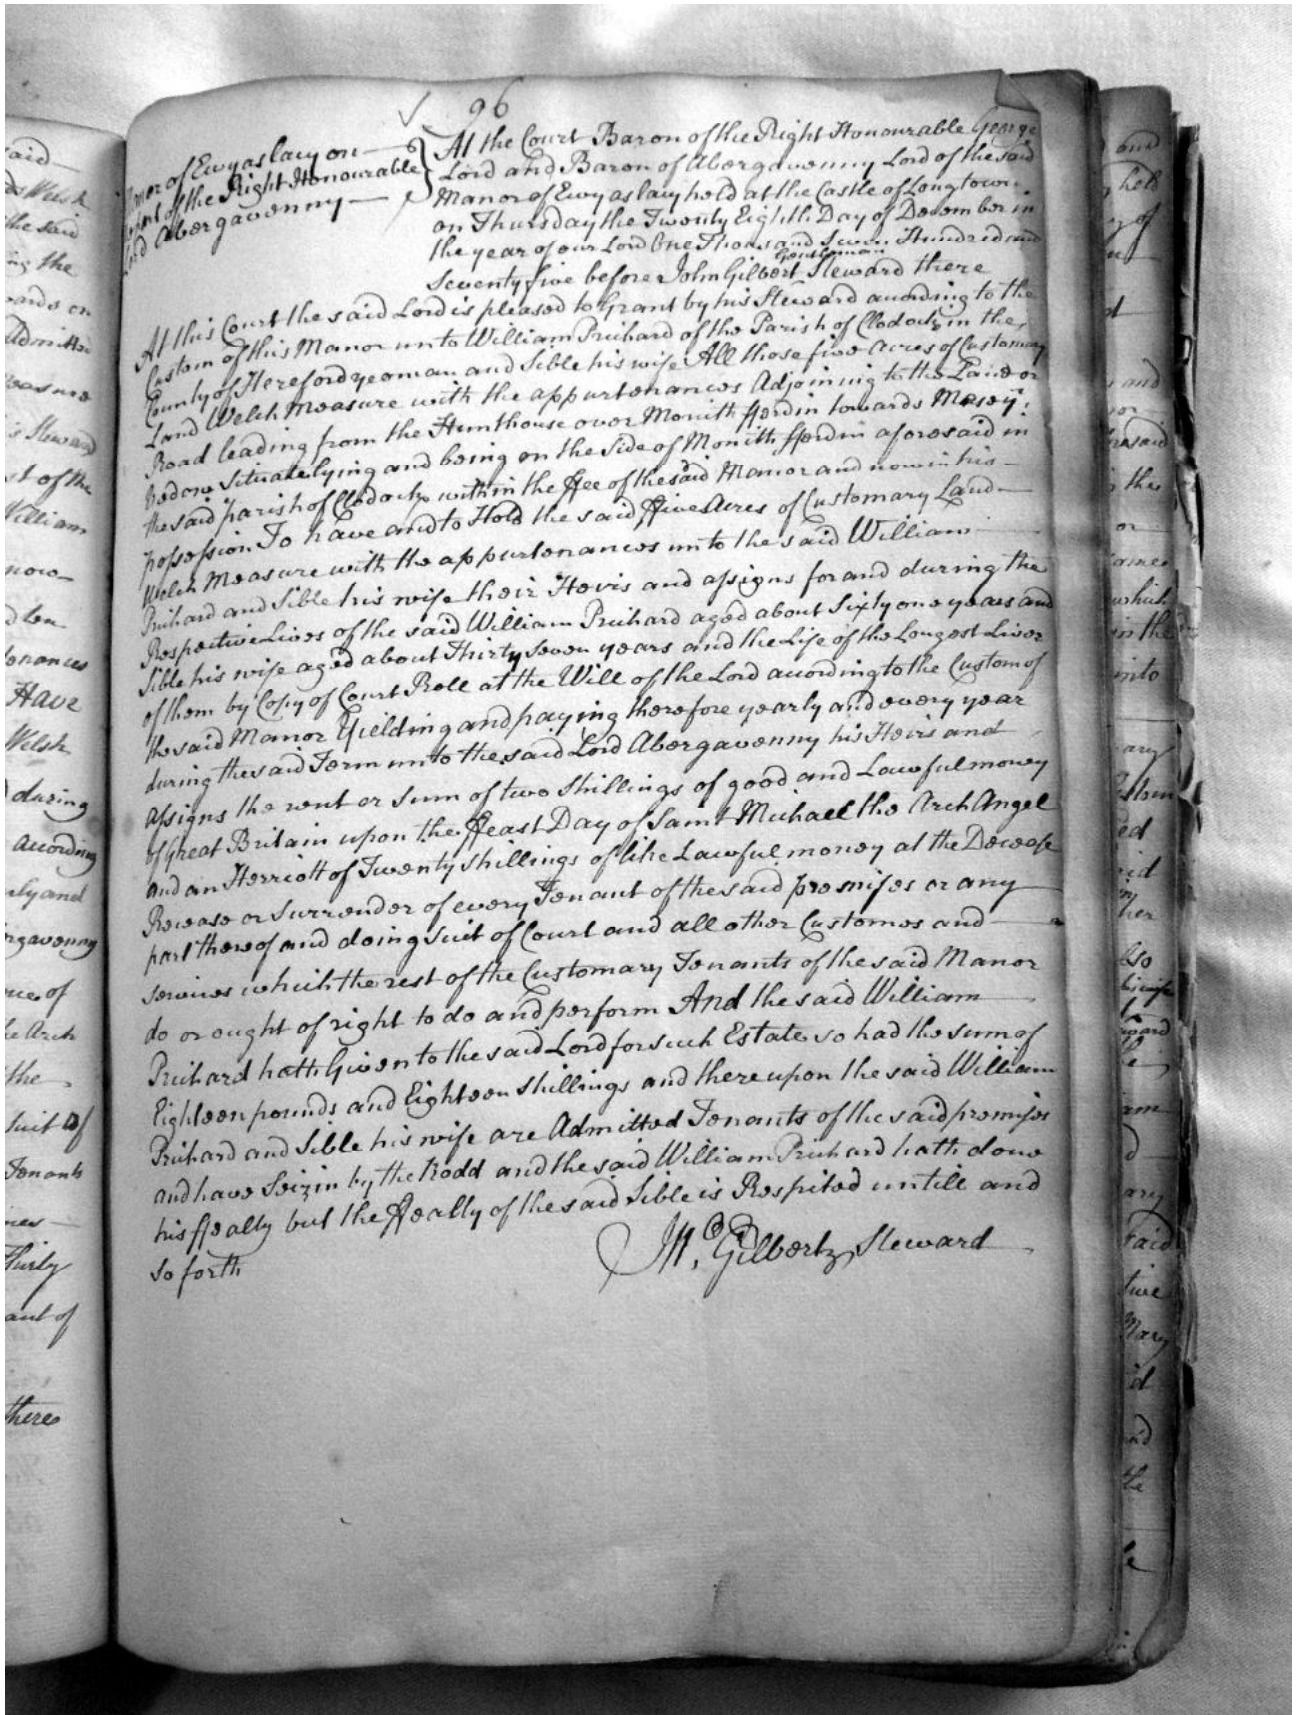 96
Manor of Ewyaslacy on
part of the Right Honourable
Lord Abergavenny
At the Court Baron of the Right Honourable George
Lord and Baron of Abergavenny Lord of the said
Manor of Ewyaslacy held at the Castle of Longtown
on Thursday the Twenty Eighth Day of December in
the year of our Lord One Thousand Seven Hundred and
Seventy five before John Gilbert Gentleman Steward there
At this Court the said Lord is pleased to Grant by his Steward according to the
Custom of this Manor unto William Prichard of the Parish of Clodock in the
County of Hereford yeoman and Sible his wife All those five Acres of Customary
Land Welch Measure with the appurtenances Adjoining to the Lane or
Road leading from the Hunthouse over Monith fferdin towards
Situate lying and being on the Side of Monith fferdin aforesaid in
the said parish of Clodock within the ffee of the said Manor and now in his
possession To have and to Hold the said ffive Acres of Customary Land
Welch Measure with the appurtenances unto the said William
Prichard and Sible his wife their Heris and assigns for and during the
Respective Lives of the said William Prichard aged about Sixty one years and
Sible his wife aged about Thirty Seven years and the Life of the Longest Liver
of them by Copy of Court Roll at the Will of the Lord according to the Custom of
the said Manor Yielding and paying therefore yearly and every year
during the said Term unto the said Lord Abergavenny his Heirs and
assigns the rent or Sum of two Shillings of good and Lawful money
of Great Britain upon the ffeast Day of Saint Michael the Arch Angel
and an Herriott of Twenty Shillings of like Lawful money at the Decease
Rewase or Surrender of every Tenant of the said premises or any
part thereof and doing Suit of Court and all other Customes and
services which the rest of the Customary Tenants of the said Manor
do or ought of right to do and perform And the said William
Prichard hath Given to the said Lord for such Estate so had the sum of
Eighteen pounds and Eighteen Shillings and there upon the said William
Prichard and Sible his wife are Admitted Tenants of the said premises
and have Seizin by the Rodd and the said William Prichard hath done
his ffealty but the ffealty of the said Sible is Respited untill and
so forth
Jn.º Gilbert, Steward